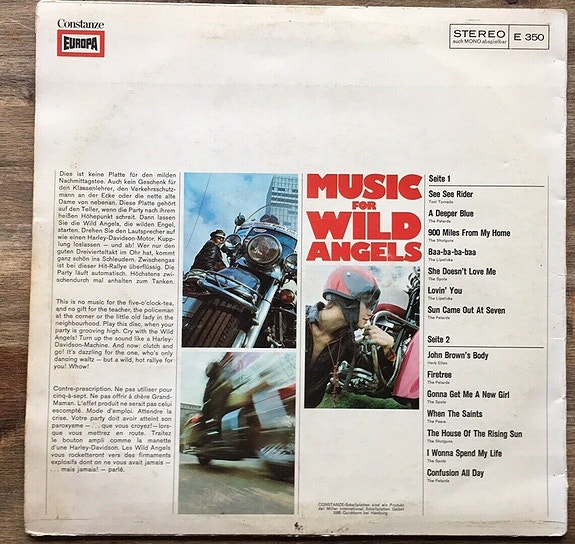 Constanze
EUROPA
STEREO
auch MONO abspielbar
E 350
Dies ist keine Platte für den milden
Nachmittagstee. Auch kein Geschenk für
den Klassenlehrer, den Verkehrsschutz-
mann an der Ecke oder die nette alte
Dame von nebenan. Diese Platte gehört
auf den Teller, wenn die Party nach ihrem
heißen Höhepunkt schreit. Dann lassen
Sie die Wild Angels, die wilden Engel,
starten. Drehen Sie den Lautsprecher auf
wie einen Harley-Davidson-Motor. Kupp-
lung loslassen — und ab! Wer nur den
guten Dreivierteltakt im Ohr hat, kommt
ganz schön ins Schleudern. Zwischengas
ist bei dieser Hit-Rallye überflüssig. Die
Party läuft automatisch. Höchstens zwi-
schendurch mal anhalten zum Tanken.
This is no music for the five-o'clock-tea,
and no gift for the teacher, the policeman
at the corner or the little old lady in the
neighbourhood. Play this disc, when your
party is grooving high. Cry with the Wild
Angels! Turn up the sound like a Harley
Davidson-Machine. And now: clutch and
go! It's dazzling for the one, who's only
dancing waltz — but a wild, hot rallye for
you! Whow!
Contre-prescription. Ne pas utiliser pour
cinq-à-sept. Ne pas offrir à chère Grand-
Maman. L'effet produit ne serait pas celui
escompté. Mode d'emploi. Attendre la
crise. Votre party doit avoir atteint son
paroxysme — . . . que vous croyez! — lors-
que vous mettrez en route. Traitez
le bouton ampli comme la manette
d'une Harley-Davidson. Les Wild Angels
vous rocketteront vers des firmaments
explosifs dont on ne vous avait jamais —
. . . mais jamais! — parlé.
MUSIC
FOR
WILD
ANGELS
CONSTANZE-Schallplatten sind ein Produkt
der Miller International Schallplatten GmbH
2085 Quickborn bei Hamburg
Seite 1
See See Rider
Toni Tornado
A Deeper Blue
The Petards
900 Miles From My Home
The Shotguns
Baa-ba-ba-baa
The Lipsticks
She Doesn't Love Me
The Spots
Lovin' You
The Lipsticks
Sun Came Out At Seven
The Petards
Seite 2
John Brown's Body
Herb Ellen
Firetree
The Petards
Gonna Get Me A New Girl
The Spots
When The Saints
The Pears
The House Of The Rising Sun
The Shotguns
I Wonna Spend My Life
The Spots
Confusion All Day
The Petards